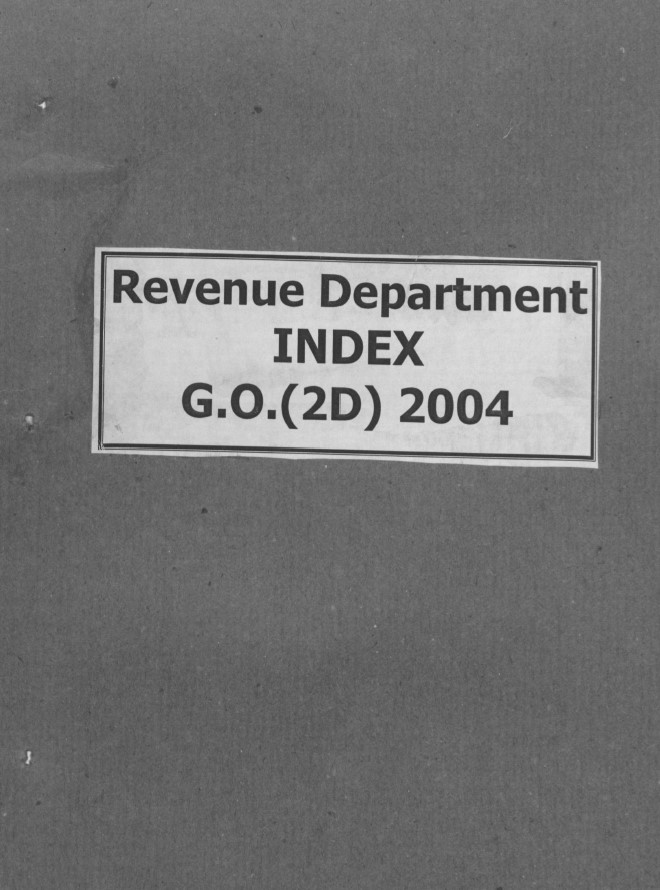 Revenue Department
INDEX
G.O.(2D) 2004